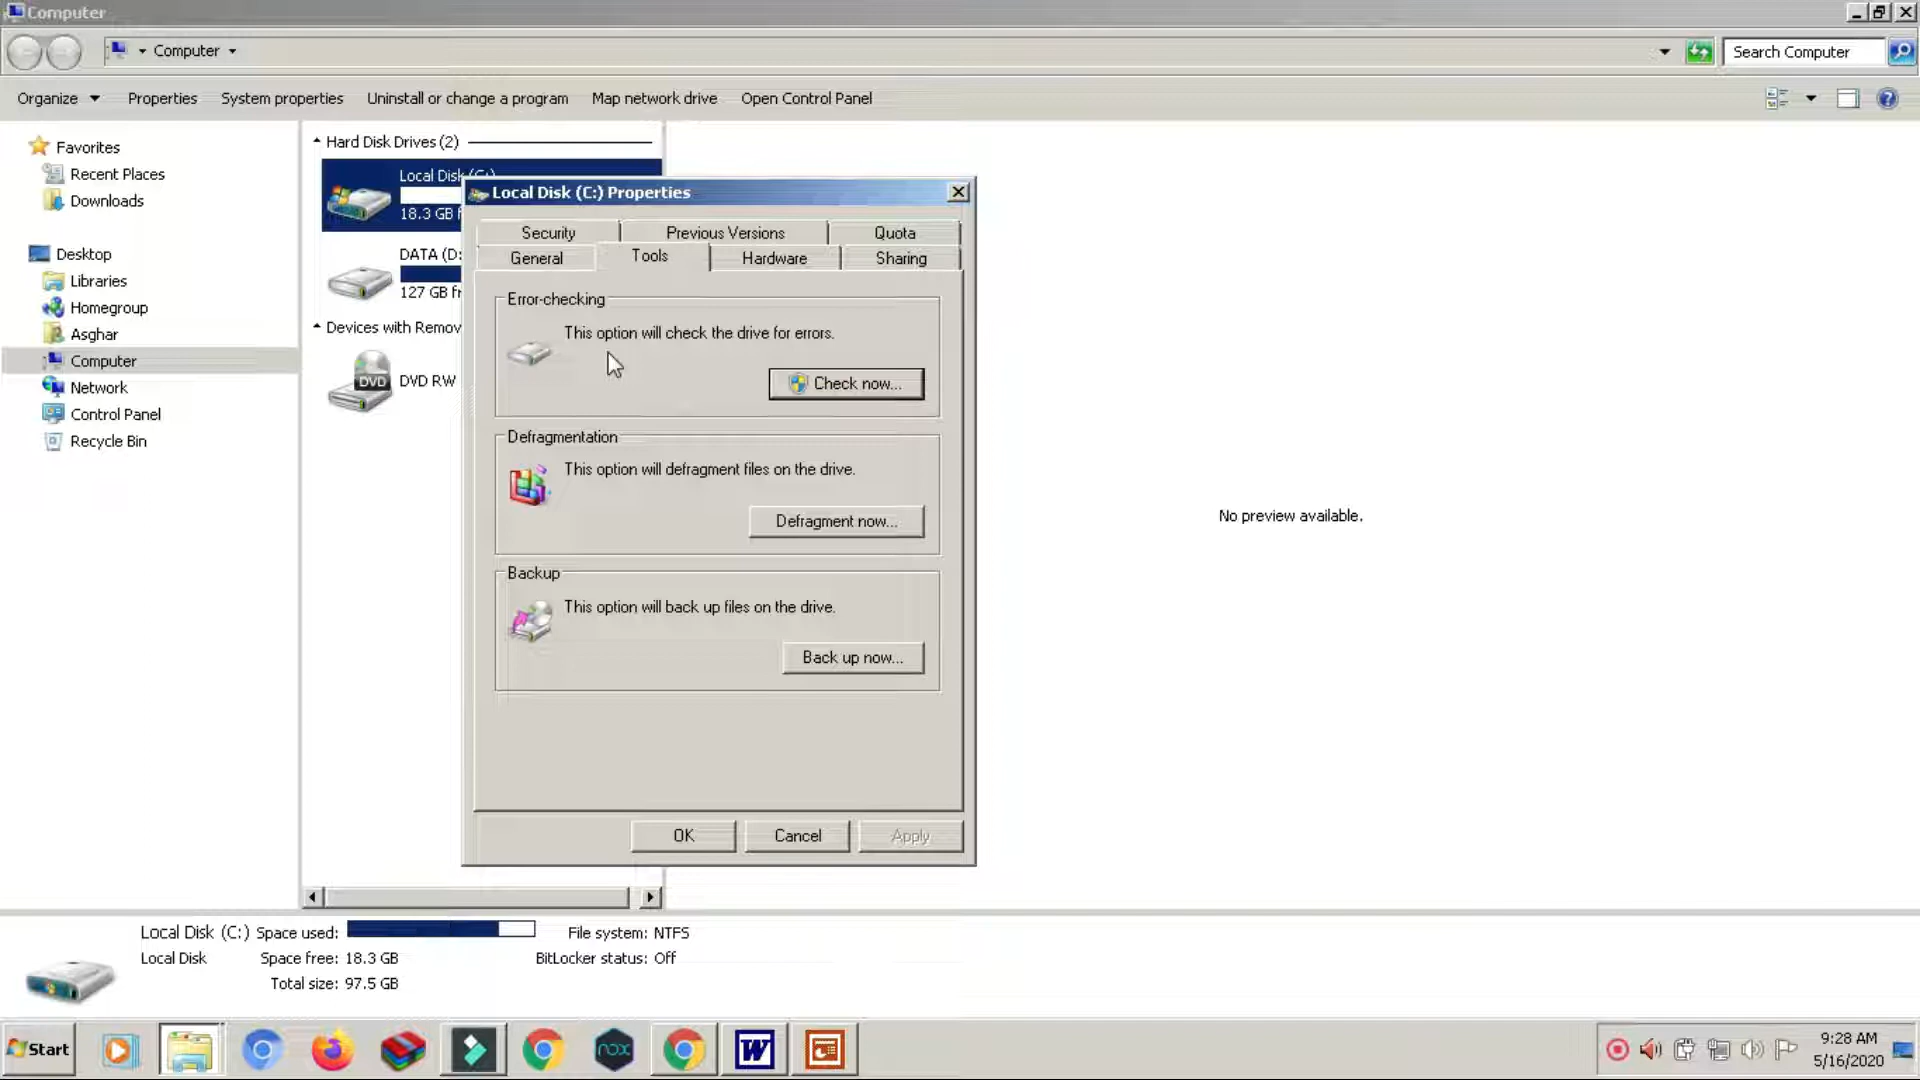 Computer
Computer
Search Computer
Organize
Properties
System properties
Uninstall or change a program
Map network drive
Open Control Panel
Favorites
Recent Places
Downloads
Desktop
Libraries
Homegroup
Asghar
Computer
Network
Control Panel
Recycle Bin
Hard Disk Drives (2)
Local Disk (C:)
18.3 GB
DATA (D:
127 GB
Devices with Remov
DVD
DVD RW
Local Disk (C:) Properties
Security
Previous Versions
Quota
General
Tools
Hardware
Sharing
Error-checking
This option will check the drive for errors.
Check now...
Defragmentation
This option will defragment files on the drive.
Defragment now...
Backup
This option will back up files on the drive.
Back up now...
OK
Cancel
Apply
No preview available.
Local Disk (C:) Space used:
File system: NTFS
Local Disk
Space free: 18.3 GB
BitLocker status: Off
Total size: 97.5 GB
Start
nox
W
9:28 AM
5/16/2020